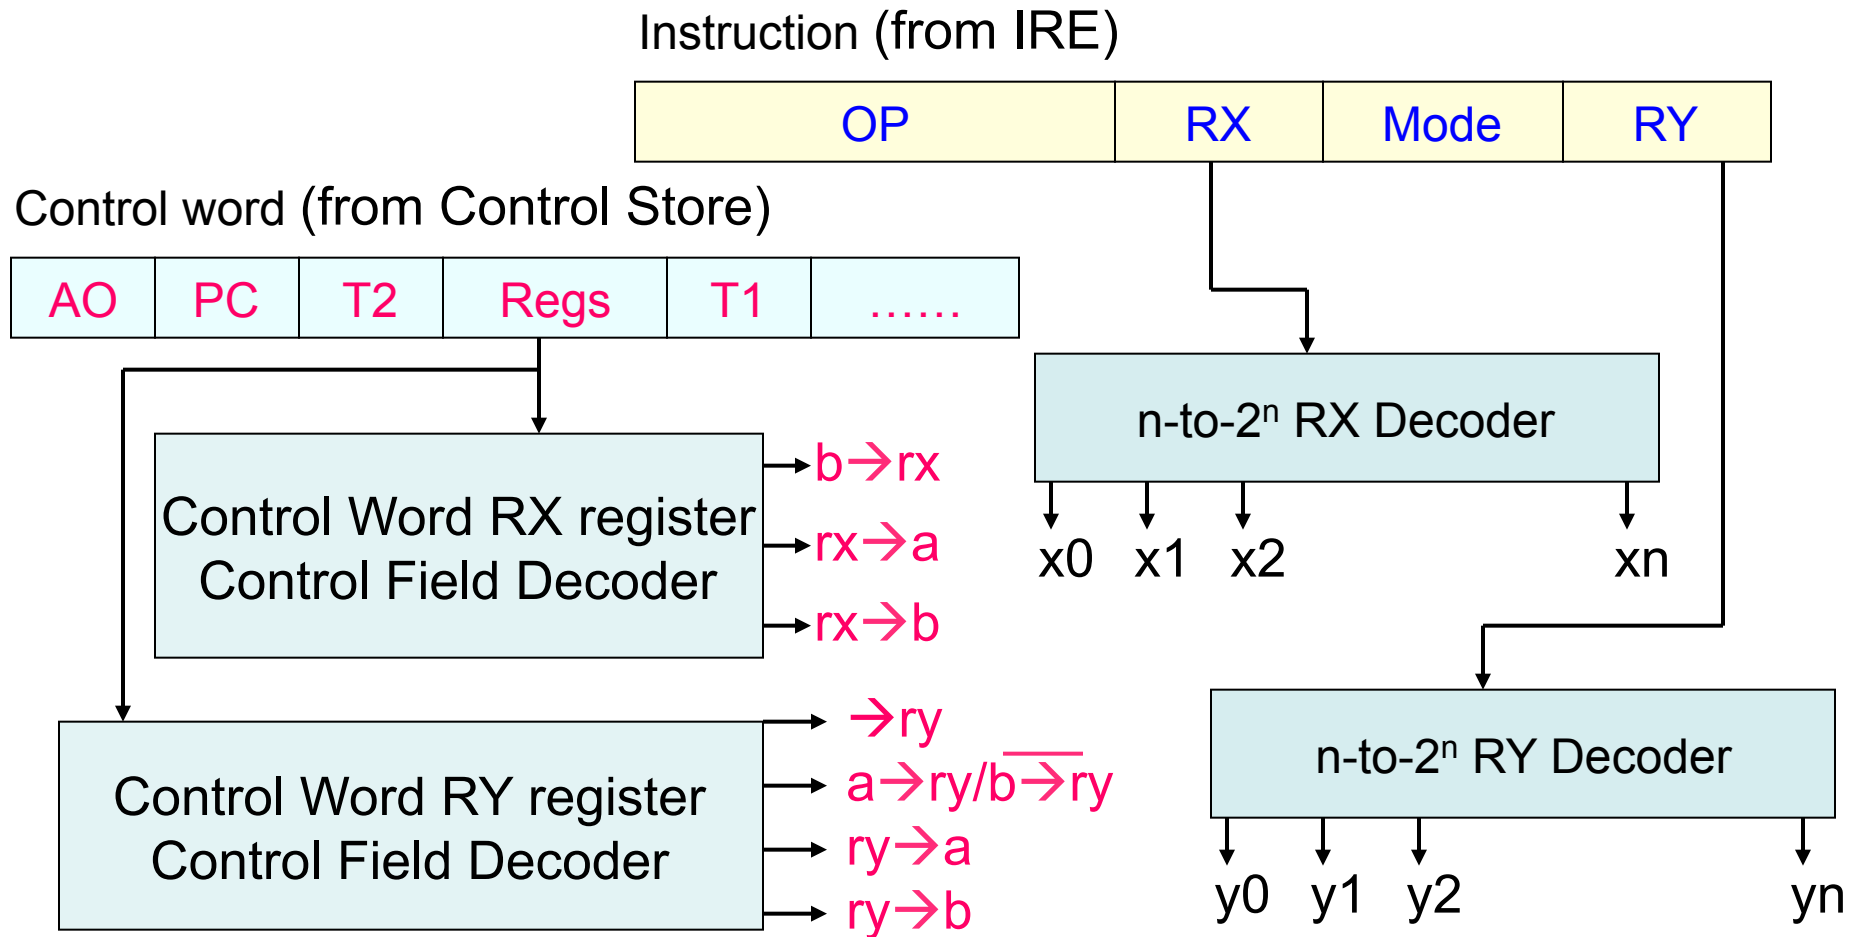 Instruction (from IRE)
OP RX Mode RY
Control word (from Control Store)
AO PC T2 Regs T1 ......
n-to-2ⁿ RX Decoder
x0 x1 x2 xn
Control Word RX register
Control Field Decoder
b→rx
rx→a
rx→b
n-to-2ⁿ RY Decoder
y0 y1 y2 yn
Control Word RY register
Control Field Decoder
→ry
a→ry/b→ry
ry→a
ry→b